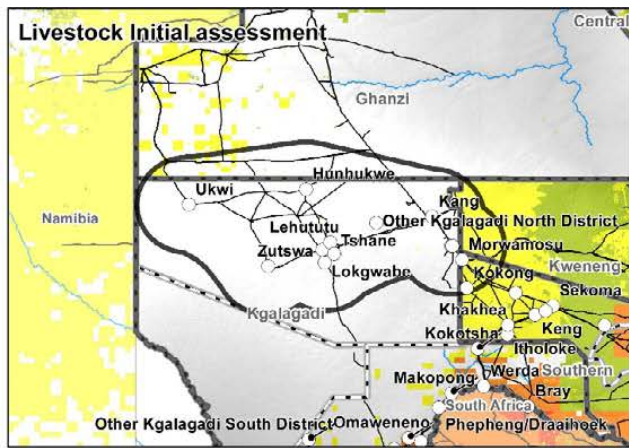 Livestock Initial assessment
Central
Ghanzi
Hunhukwe
Ukwi
Kang
Namibia
Lehututu
Other Kgalagadi North District
Tshane
Morwamosu
Zutswa
Lokgwabe
Kweneng
Kokong
Sekoma
Kgalagadi
Khakhea
Keng
Kokotsha
Itholoke
Werda
Southern
Makopong
Bray
South Africa
Other Kgalagadi South District
Omaweneno
Phepheng/Draaihoek